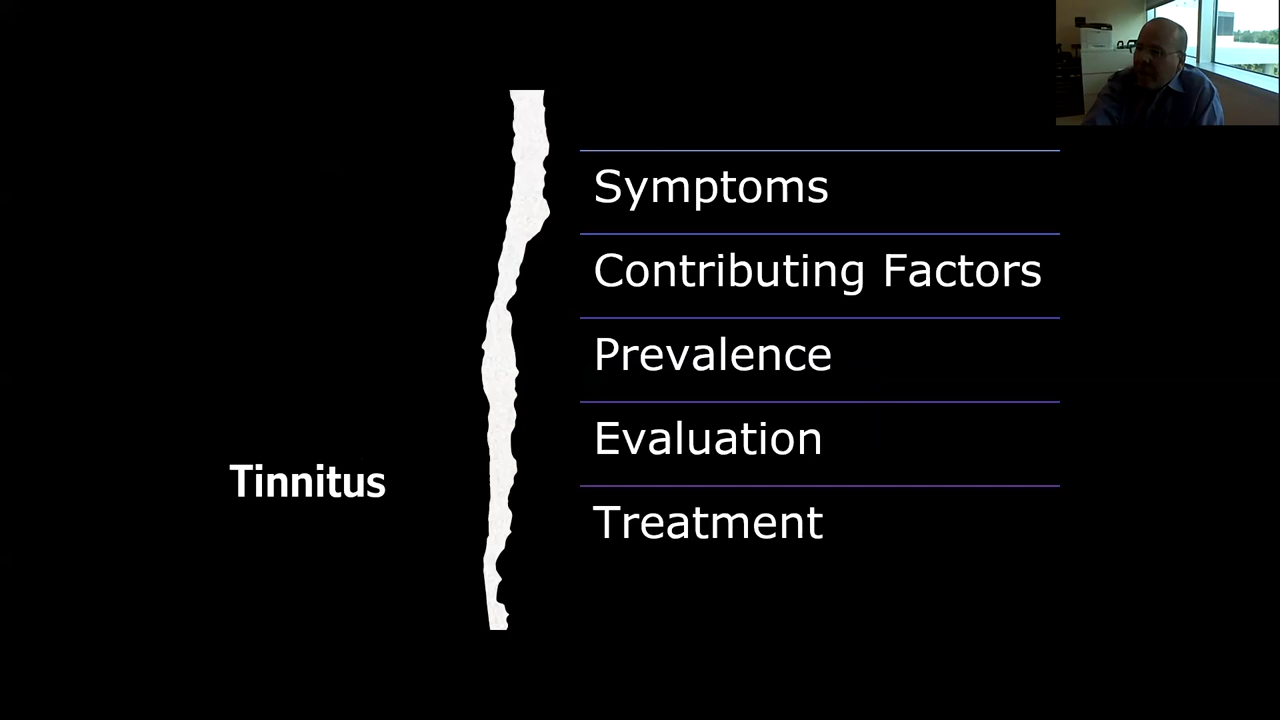 Tinnitus
Symptoms
Contributing Factors
Prevalence
Evaluation
Treatment